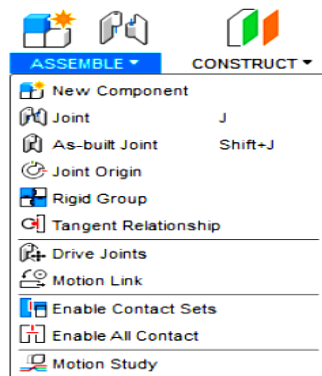 ASSEMBLE ▼ CONSTRUCT ▼
New Component
Joint J
As-built Joint Shift+J
Joint Origin
Rigid Group
Tangent Relationship
Drive Joints
Motion Link
Enable Contact Sets
Enable All Contact
Motion Study